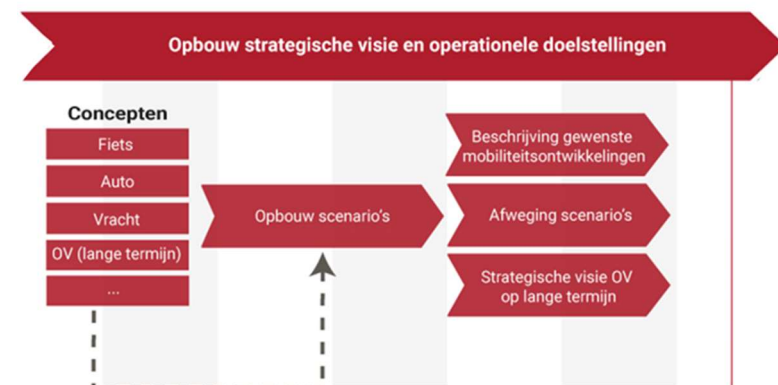 Opbouw strategische visie en operationele doelstellingen
Concepten
Fiets
Auto
Vracht
OV (lange termijn)
...
Opbouw scenario's
Beschrijving gewenste
mobiliteitsontwikkelingen
Afweging scenario's
Strategische visie OV
op lange termijn